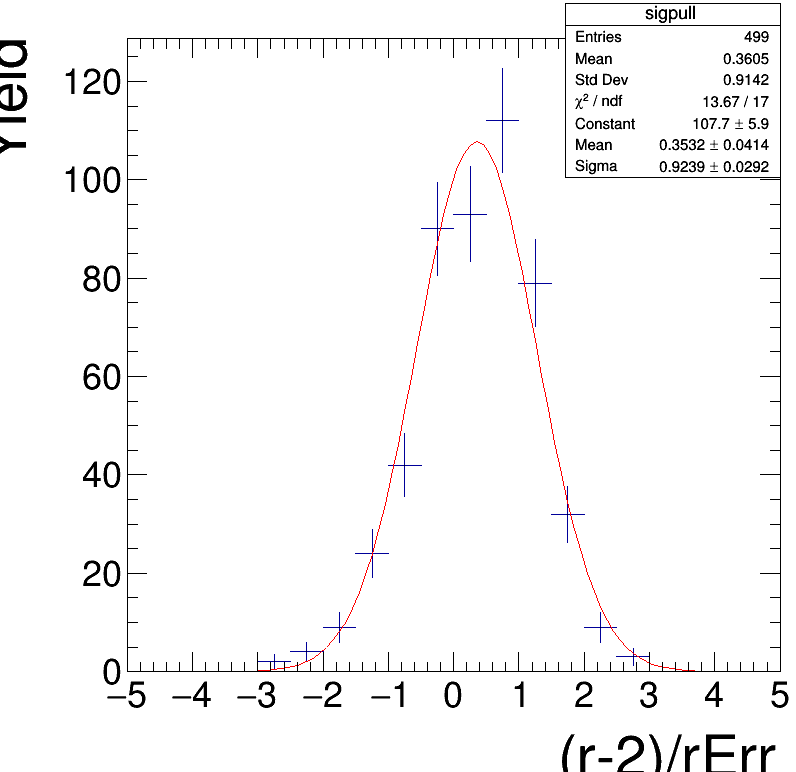 sigpull
Entries 499
Mean 0.3605
Std Dev 0.9142
χ² / ndf 13.67 / 17
Constant 107.7 ± 5.9
Mean 0.3532 ± 0.0414
Sigma 0.9239 ± 0.0292
Yield
120
100
80
60
40
20
0
−5 −4 −3 −2 −1 0 1 2 3 4 5
(r-2)/rErr